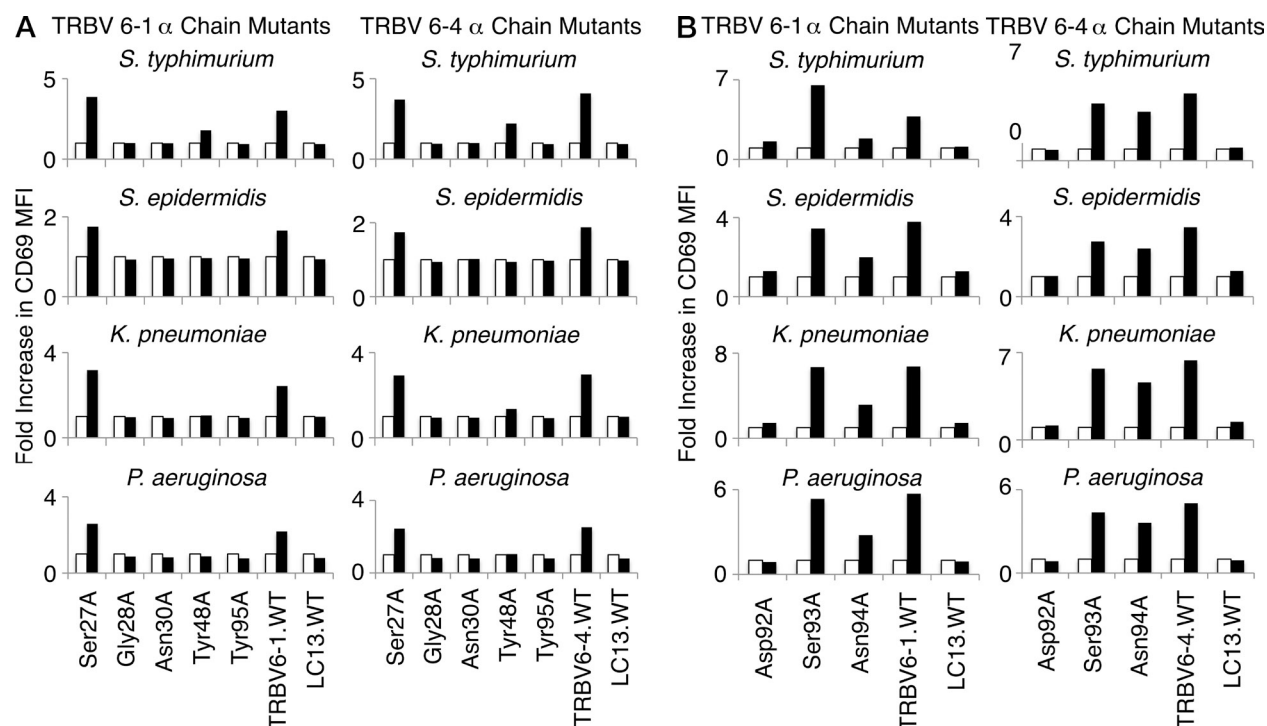 A TRBV 6-1 α Chain Mutants TRBV 6-4 α Chain Mutants B TRBV 6-1 α Chain Mutants TRBV 6-4 α Chain Mutants
S. typhimurium S. typhimurium S. typhimurium S. typhimurium
5 5 7 7
0 0 0 0
S. epidermidis S. epidermidis S. epidermidis S. epidermidis
2 2 4 4
0 0 0 0
K. pneumoniae K. pneumoniae K. pneumoniae K. pneumoniae
4 4 8 7
0 0 0 0
P. aeruginosa P. aeruginosa P. aeruginosa P. aeruginosa
4 4 6 6
0 0 0 0
Fold Increase in CD69 MFI
Fold Increase in CD69 MFI
Ser27A Gly28A Asn30A Tyr48A Tyr95A TRBV6-1.WT LC13.WT
Ser27A Gly28A Asn30A Tyr48A Tyr95A TRBV6-4.WT LC13.WT
Asp92A Ser93A Asn94A TRBV6-1.WT LC13.WT
Asp92A Ser93A Asn94A TRBV6-4.WT LC13.WT